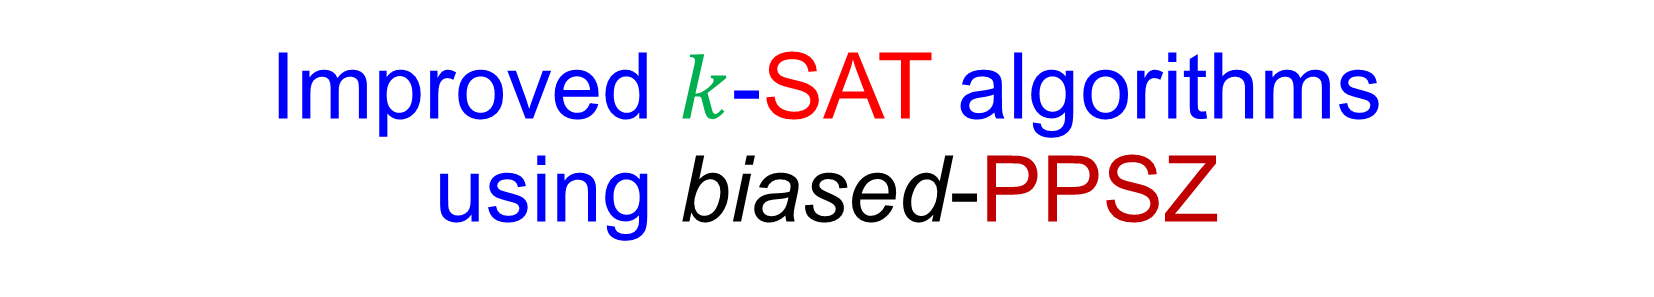 Improved k-SAT algorithms
using biased-PPSZ